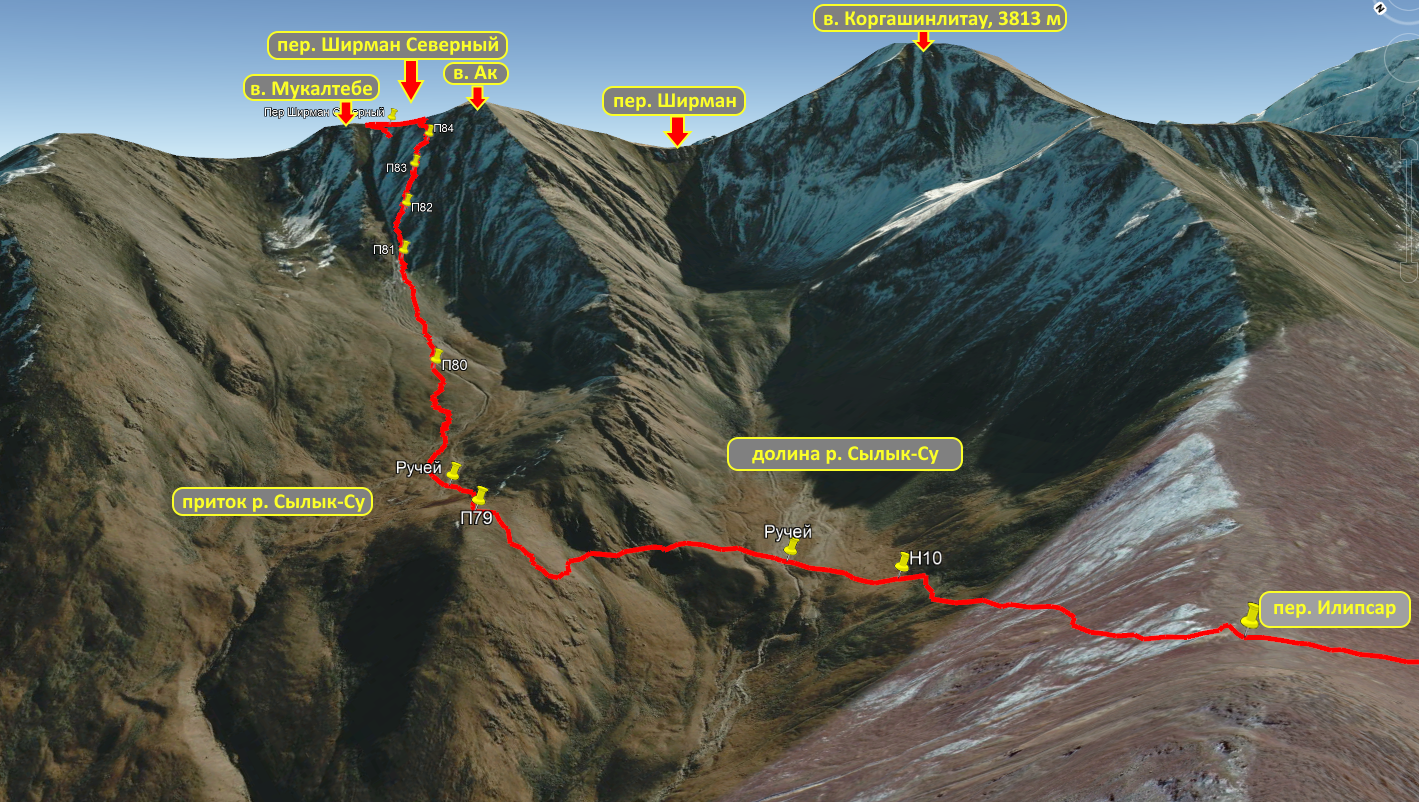 N
в. Коргашинлитау, 3813 м
пер. Ширман Северный
в. Ак
в. Мукалтебе
пер. Ширман
Пер Ширман Северный
П84
П83
П82
П81
П80
долина р. Сылык-Су
Ручей
приток р. Сылык-Су
П79
Ручей
Н10
пер. Илипсар